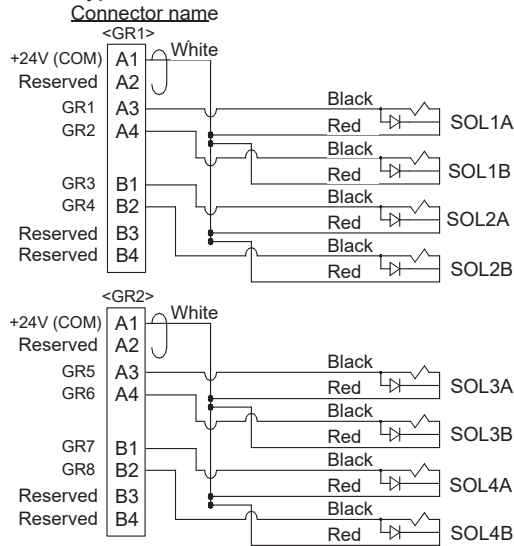 Connector name
<GR1>
White
+24V (COM) A1
Reserved A2
GR1 A3 Black
Red SOL1A
GR2 A4 Black
Red SOL1B
GR3 B1 Black
Red SOL2A
GR4 B2 Black
Red SOL2B
Reserved B3
Reserved B4
<GR2>
White
+24V (COM) A1
Reserved A2
GR5 A3 Black
Red SOL3A
GR6 A4 Black
Red SOL3B
GR7 B1 Black
Red SOL4A
GR8 B2 Black
Red SOL4B
Reserved B3
Reserved B4